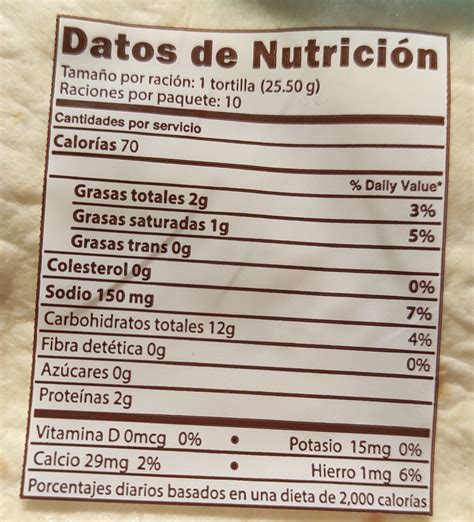 Datos de Nutrición
Tamaño por ración: 1 tortilla (25.50 g)
Raciones por paquete: 10
Cantidades por servicio
Calorías 70
% Daily Value*
Grasas totales 2g 3%
Grasas saturadas 1g 5%
Grasas trans 0g
Colesterol 0g 0%
Sodio 150 mg 7%
Carbohidratos totales 12g 4%
Fibra detética 0g 0%
Azúcares 0g
Proteínas 2g
Vitamina D 0mcg 0% • Potasio 15mg 0%
Calcio 29mg 2% • Hierro 1mg 6%
Porcentajes diarios basados en una dieta de 2,000 calorías